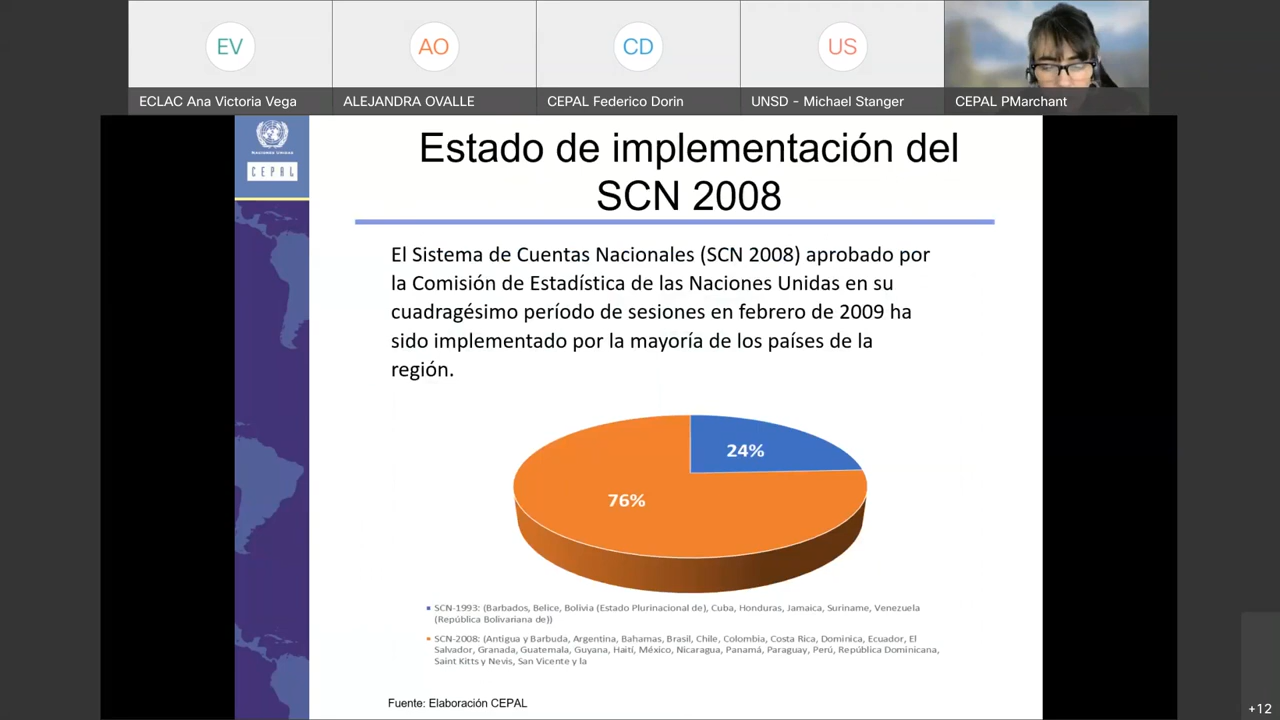 EV
AO
CD
US
ECLAC Ana Victoria Vega
ALEJANDRA OVALLE
CEPAL Federico Dorin
UNSD - Michael Stanger
CEPAL PMarchant
NACIONES UNIDAS
CEPAL
Estado de implementación del
SCN 2008
El Sistema de Cuentas Nacionales (SCN 2008) aprobado por
la Comisión de Estadística de las Naciones Unidas en su
cuadragésimo período de sesiones en febrero de 2009 ha
sido implementado por la mayoría de los países de la
región.
24%
76%
SCN-1993: (Barbados, Belice, Bolivia (Estado Plurinacional de), Cuba, Honduras, Jamaica, Suriname, Venezuela
(República Bolivariana de))
SCN-2008: (Antigua y Barbuda, Argentina, Bahamas, Brasil, Chile, Colombia, Costa Rica, Dominica, Ecuador, El
Salvador, Granada, Guatemala, Guyana, Haití, México, Nicaragua, Panamá, Paraguay, Perú, República Dominicana,
Saint Kitts y Nevis, San Vicente y la
Fuente: Elaboración CEPAL
+12